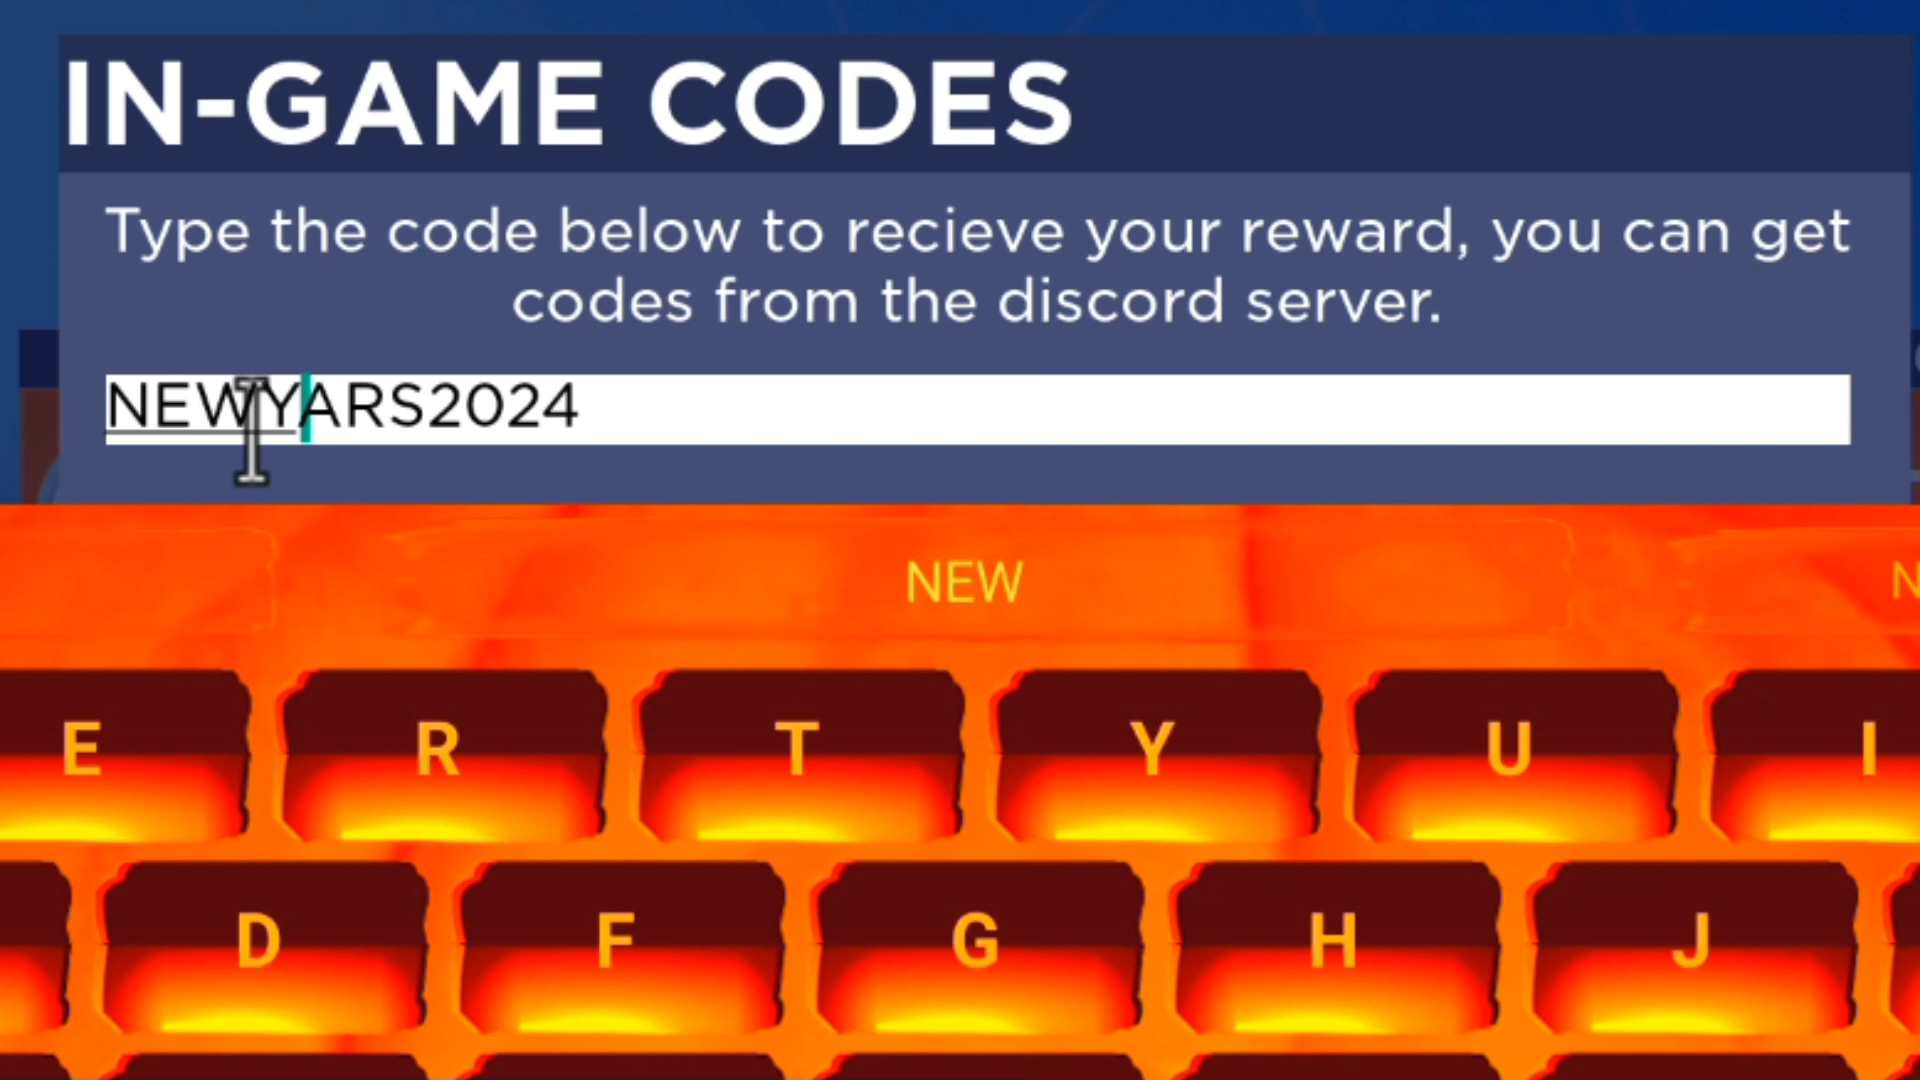 IN-GAME CODES
Type the code below to recieve your reward, you can get
codes from the discord server.
NEWYARS2024
NEW
E R T Y U I
D F G H J